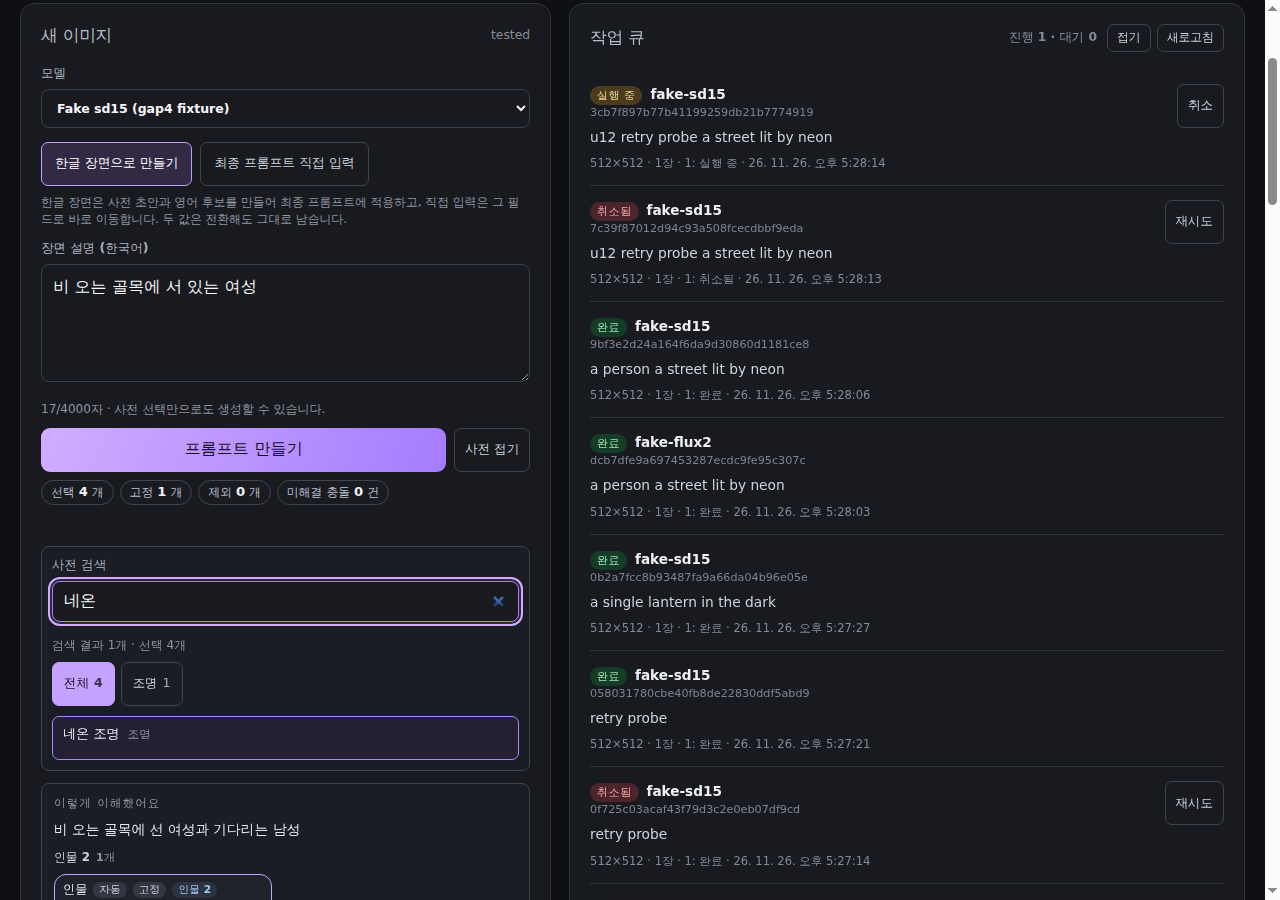 새 이미지
tested
모델
Fake sd15 (gap4 fixture)
한글 장면으로 만들기
최종 프롬프트 직접 입력
한글 장면은 사전 초안과 영어 후보를 만들어 최종 프롬프트에 적용하고, 직접 입력은 그 필
드로 바로 이동합니다. 두 값은 전환해도 그대로 남습니다.
장면 설명 (한국어)
비 오는 골목에 서 있는 여성
17/4000자 · 사전 선택만으로도 생성할 수 있습니다.
프롬프트 만들기
사전 접기
선택 4 개
고정 1 개
제외 0 개
미해결 충돌 0 건
사전 검색
네온
검색 결과 1개 · 선택 4개
전체 4
조명 1
네온 조명 조명
이렇게 이해했어요
비 오는 골목에 선 여성과 기다리는 남성
인물 2 1개
인물 자동 고정 인물 2
작업 큐
진행 1 · 대기 0
접기
새로고침
실행 중 fake-sd15
취소
3cb7f897b77b41199259db21b7774919
u12 retry probe a street lit by neon
512×512 · 1장 · 1: 실행 중 · 26. 11. 26. 오후 5:28:14
취소됨 fake-sd15
재시도
7c39f87012d94c93a508fcecdbbf9eda
u12 retry probe a street lit by neon
512×512 · 1장 · 1: 취소됨 · 26. 11. 26. 오후 5:28:13
완료 fake-sd15
9bf3e2d24a164f6da9d30860d1181ce8
a person a street lit by neon
512×512 · 1장 · 1: 완료 · 26. 11. 26. 오후 5:28:06
완료 fake-flux2
dcb7dfe9a697453287ecdc9fe95c307c
a person a street lit by neon
512×512 · 1장 · 1: 완료 · 26. 11. 26. 오후 5:28:03
완료 fake-sd15
0b2a7fcc8b93487fa9a66da04b96e05e
a single lantern in the dark
512×512 · 1장 · 1: 완료 · 26. 11. 26. 오후 5:27:27
완료 fake-sd15
058031780cbe40fb8de22830ddf5abd9
retry probe
512×512 · 1장 · 1: 완료 · 26. 11. 26. 오후 5:27:21
취소됨 fake-sd15
재시도
0f725c03acaf43f79d3c2e0eb07df9cd
retry probe
512×512 · 1장 · 1: 완료 · 26. 11. 26. 오후 5:27:14